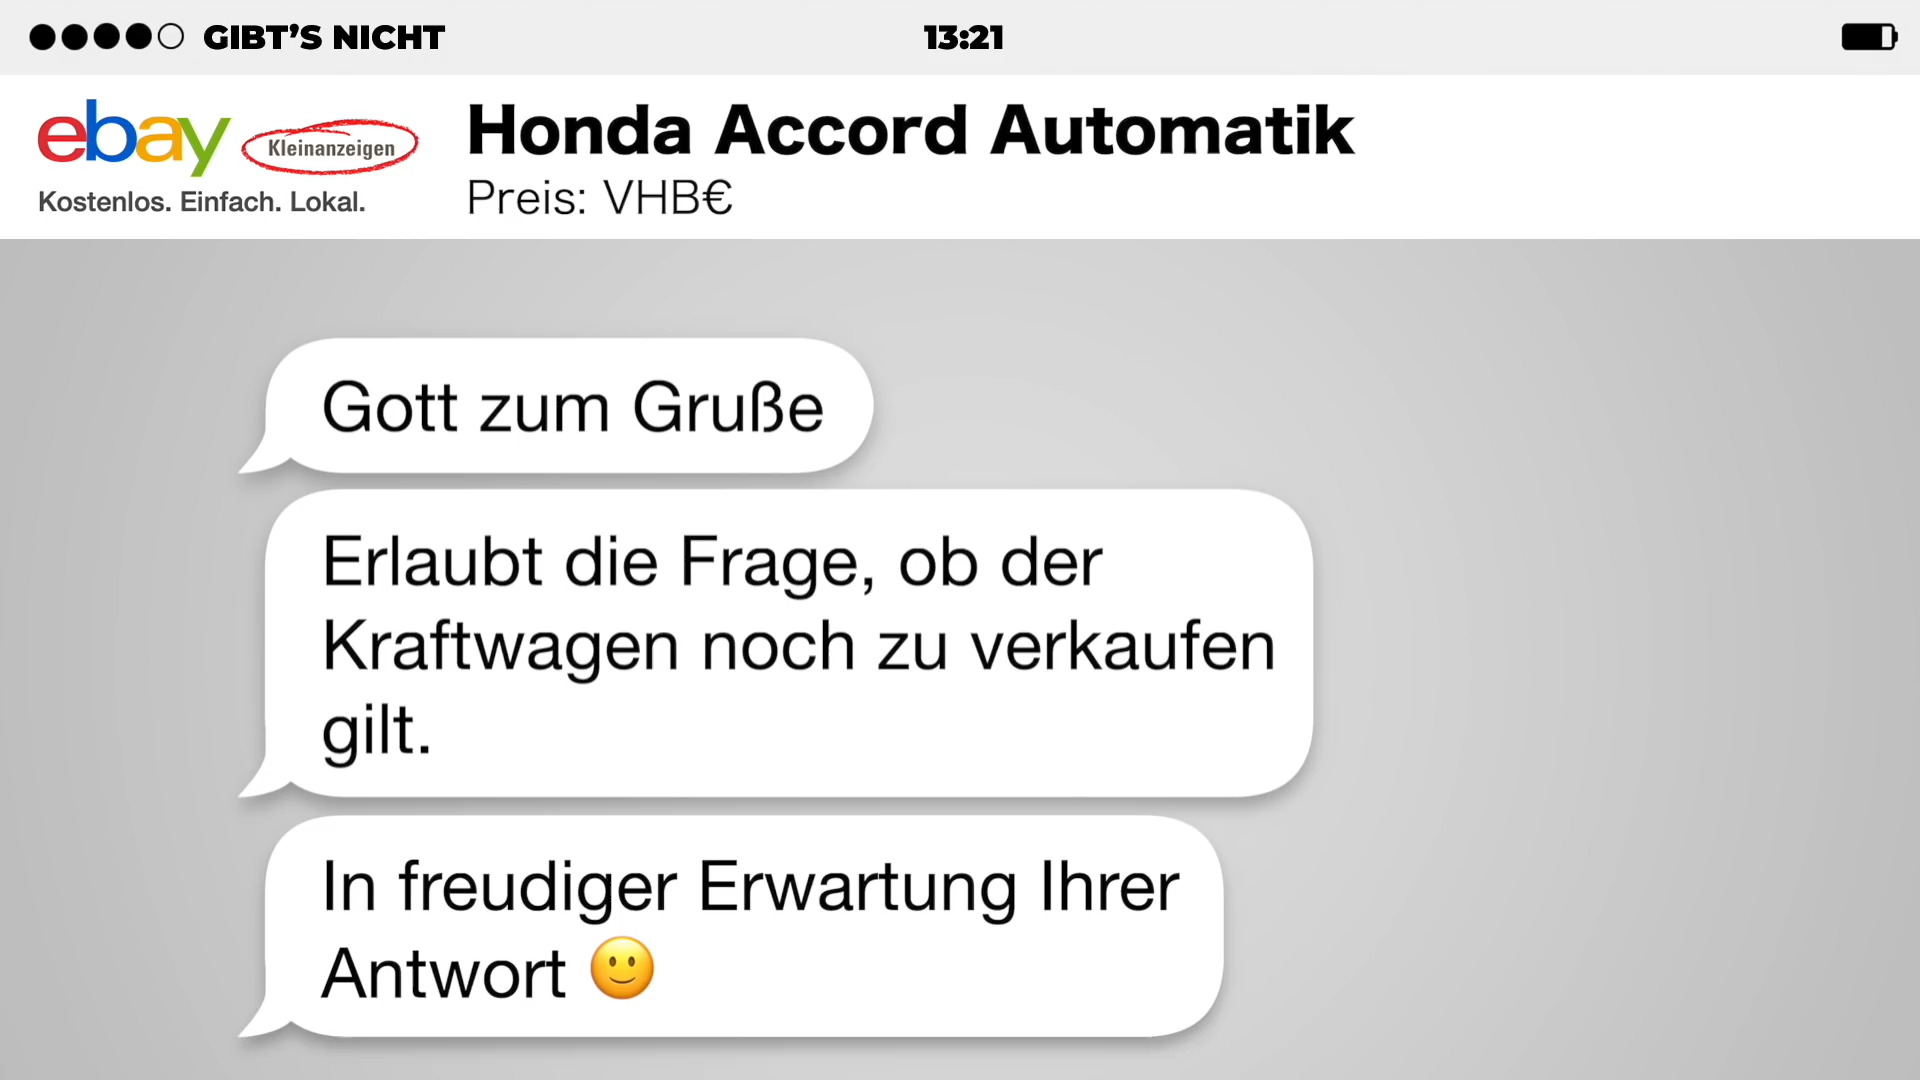 GIBT’S NICHT
13:21
ebay Kleinanzeigen
Kostenlos. Einfach. Lokal.
Honda Accord Automatik
Preis: VHB€
Gott zum Gruße
Erlaubt die Frage, ob der
Kraftwagen noch zu verkaufen
gilt.
In freudiger Erwartung Ihrer
Antwort 🙂